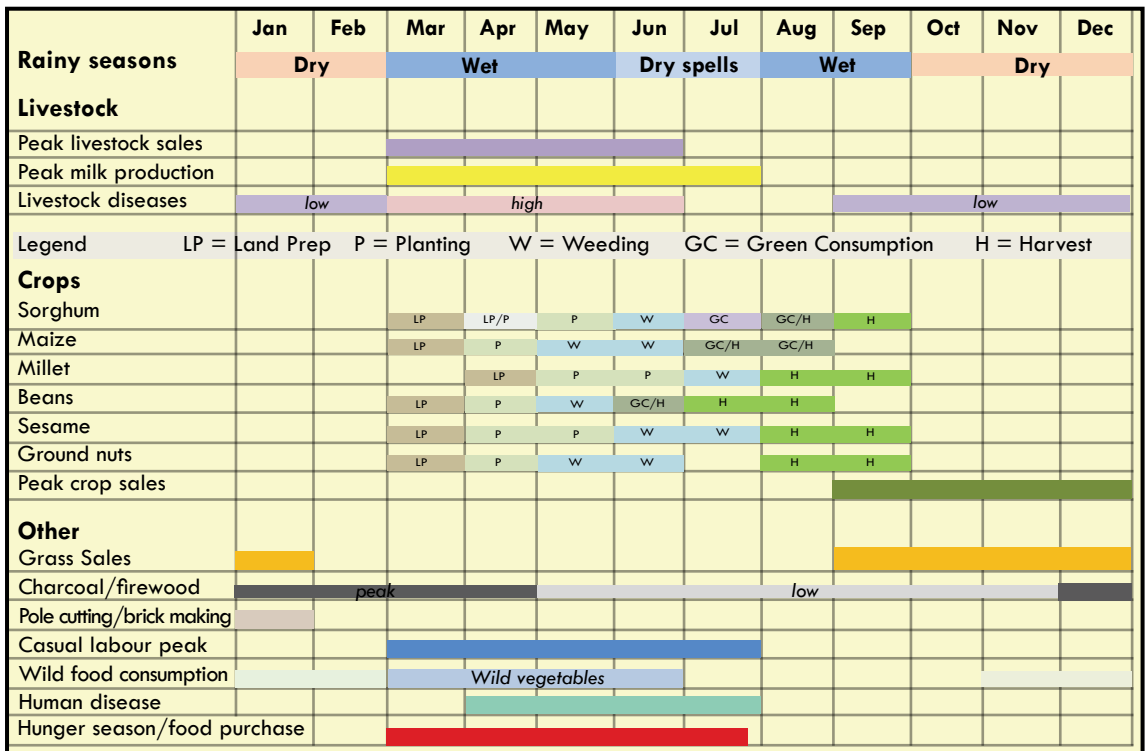 Jan Feb Mar Apr May Jun Jul Aug Sep Oct Nov Dec
Rainy seasons Dry Wet Dry spells Wet Dry
Livestock
Peak livestock sales
Peak milk production
Livestock diseases low high low
Legend LP = Land Prep P = Planting W = Weeding GC = Green Consumption H = Harvest
Crops
Sorghum LP LP/P P W GC GC/H H
Maize LP P W W GC/H GC/H
Millet LP P P W H H
Beans LP P W GC/H H H
Sesame LP P P W W H H
Ground nuts LP P W W H H
Peak crop sales
Other
Grass Sales
Charcoal/firewood peak low
Pole cutting/brick making
Casual labour peak
Wild food consumption Wild vegetables
Human disease
Hunger season/food purchase